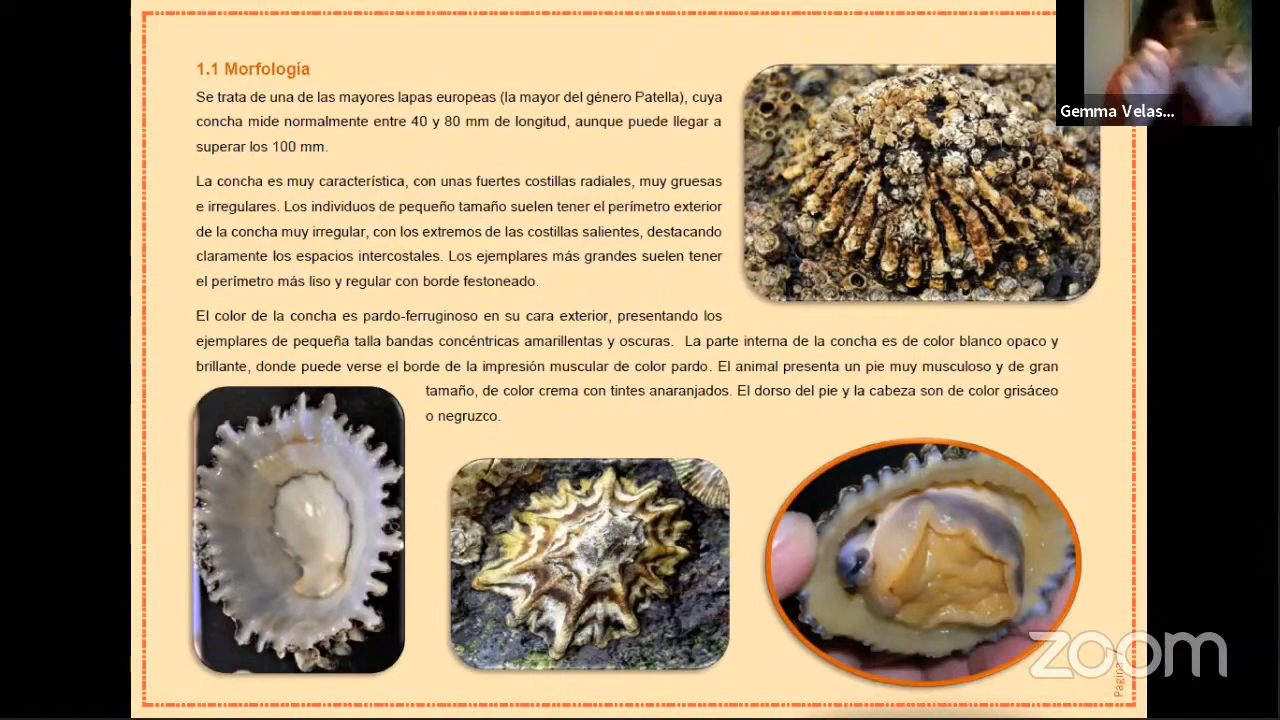 1.1 Morfología
Se trata de una de las mayores lapas europeas (la mayor del género Patella), cuya
concha mide normalmente entre 40 y 80 mm de longitud, aunque puede llegar a
superar los 100 mm.
La concha es muy característica, con unas fuertes costillas radiales, muy gruesas
e irregulares. Los individuos de pequeño tamaño suelen tener el perímetro exterior
de la concha muy irregular, con los extremos de las costillas salientes, destacando
claramente los espacios intercostales. Los ejemplares más grandes suelen tener
el perímetro más liso y regular con borde festoneado.
El color de la concha es pardo-ferruginoso en su cara exterior, presentando los
ejemplares de pequeña talla bandas concéntricas amarillentas y oscuras. La parte interna de la concha es de color blanco opaco y
brillante, donde puede verse el borde de la impresión muscular de color pardo. El animal presenta un pie muy musculoso y de gran
tamaño, de color crema con tintes anaranjados. El dorso del pie y la cabeza son de color grisáceo
o negruzco.
Gemma Velas...
zoom
Página